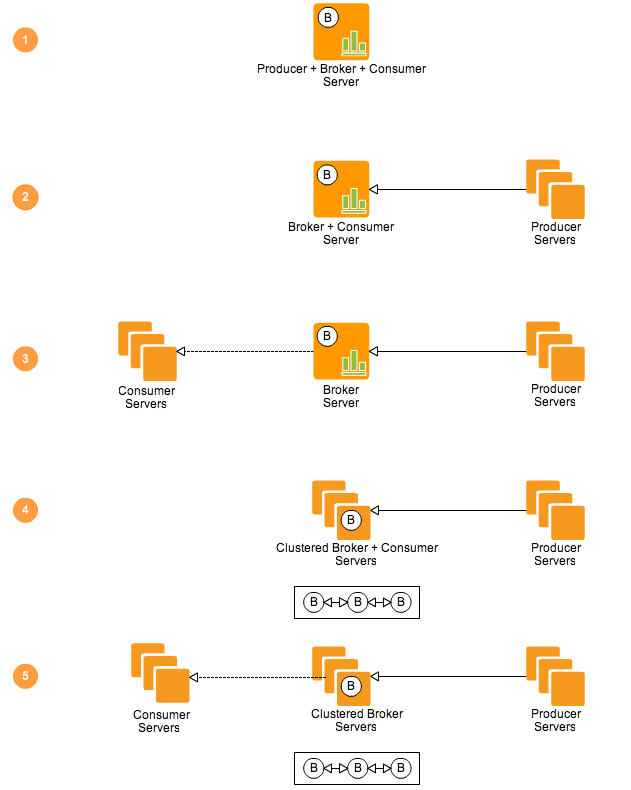 1
B
Producer + Broker + Consumer
Server
2
B
Broker + Consumer
Server
Producer
Servers
3
B
Consumer
Servers
Broker
Server
Producer
Servers
4
B
Clustered Broker + Consumer
Servers
Producer
Servers
B B B
5
B
Consumer
Servers
Clustered Broker
Servers
Producer
Servers
B B B